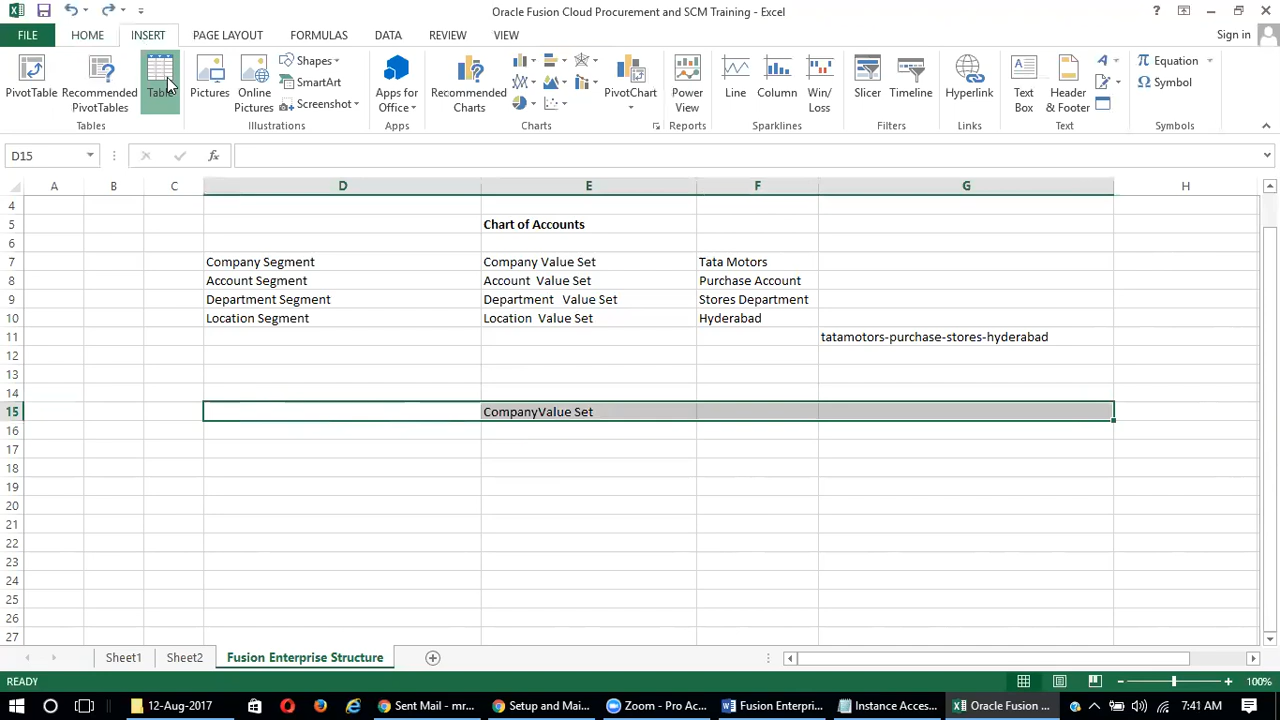 Oracle Fusion Cloud Procurement and SCM Training - Excel
FILE HOME INSERT PAGE LAYOUT FORMULAS DATA REVIEW VIEW Sign in
PivotTable
Recommended
PivotTables
Table
Tables
Pictures
Online
Pictures
Shapes
SmartArt
Screenshot
Illustrations
Apps for
Office
Apps
Recommended
Charts
PivotChart
Charts
Power
View
Reports
Line
Column
Win/
Loss
Sparklines
Slicer
Timeline
Filters
Hyperlink
Links
Text
Box
Header
& Footer
Text
Equation
Symbol
Symbols
D15
A B C D E F G H
4
5 Chart of Accounts
6
7 Company Segment Company Value Set Tata Motors
8 Account Segment Account Value Set Purchase Account
9 Department Segment Department Value Set Stores Department
10 Location Segment Location Value Set Hyderabad
11 tatamotors-purchase-stores-hyderabad
12
13
14
15 CompanyValue Set
16
17
18
19
20
21
22
23
24
25
26
27
Sheet1 Sheet2 Fusion Enterprise Structure
READY 100%
12-Aug-2017 Sent Mail - mr... Setup and Mai... Zoom - Pro Ac... Fusion Enterpri... Instance Acces... Oracle Fusion ... 7:41 AM